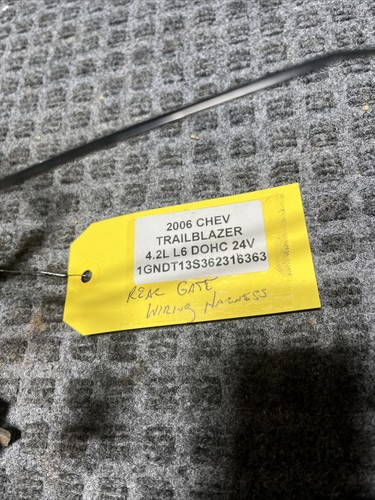 2006 CHEV
TRAILBLAZER
4.2L L6 DOHC 24V
1GNDT13S362316363
REAR GATE
WIRING HARNESS